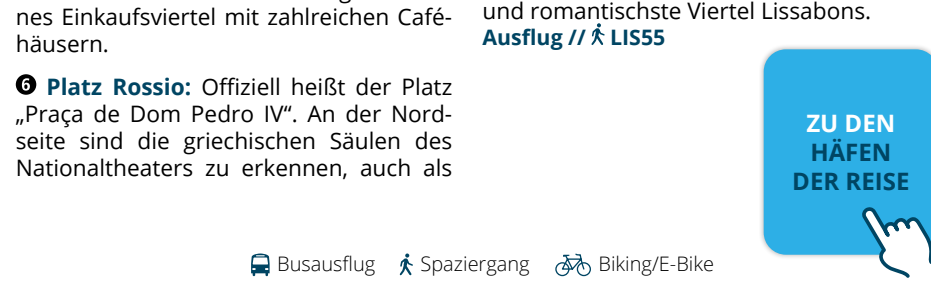 nes Einkaufsviertel mit zahlreichen Café-
häusern.
❻ Platz Rossio: Offiziell heißt der Platz
„Praça de Dom Pedro IV“. An der Nord-
seite sind die griechischen Säulen des
Nationaltheaters zu erkennen, auch als
und romantischste Viertel Lissabons.
Ausflug // LIS55
ZU DEN
HÄFEN
DER REISE
Busausflug Spaziergang Biking/E-Bike